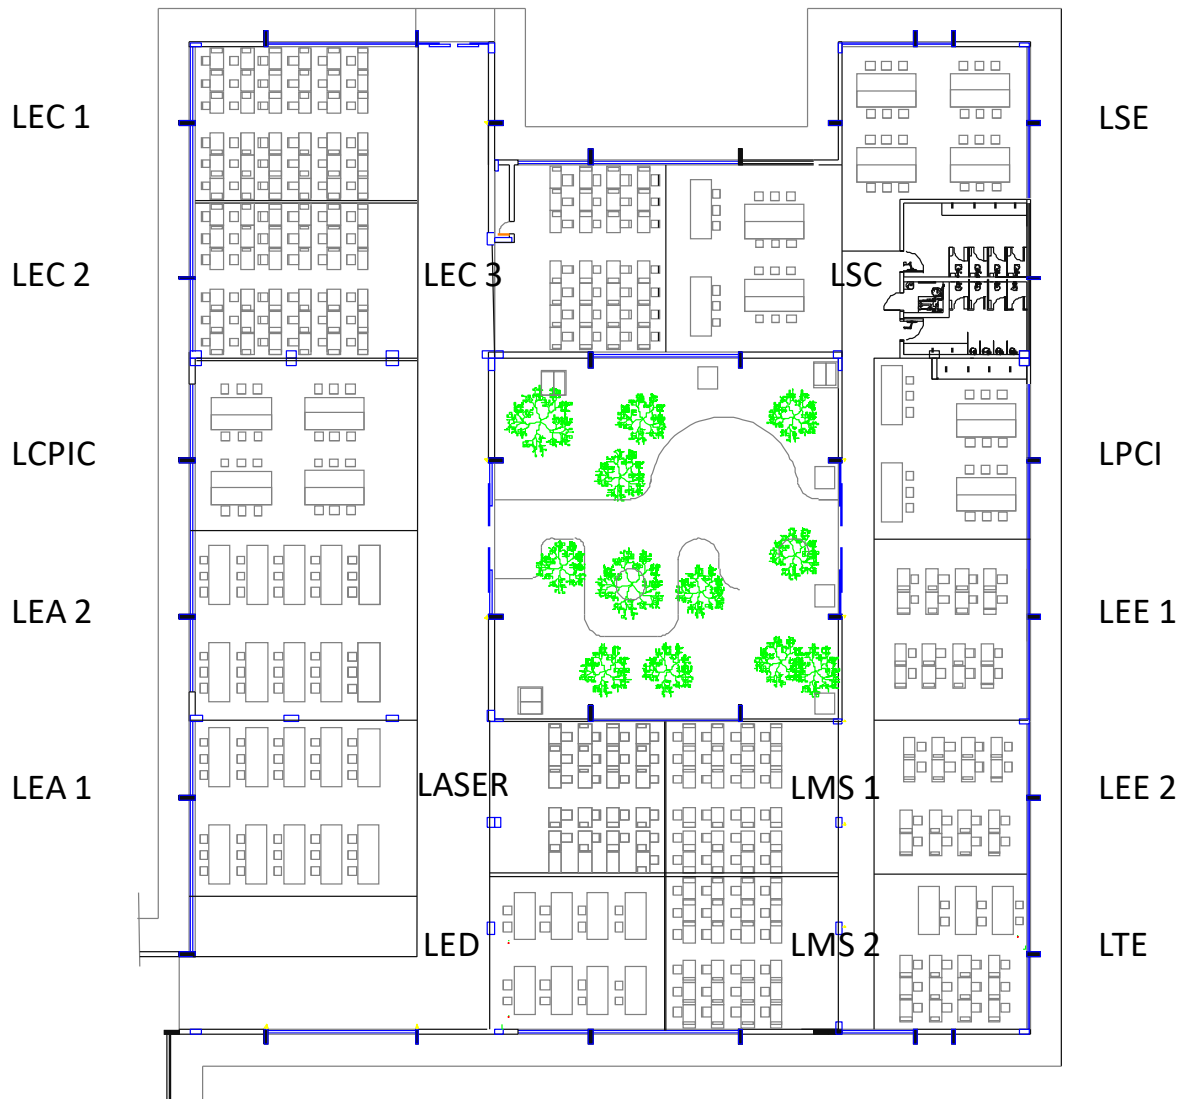 LEC 1
LSE
LEC 2
LEC 3
LSC
LCPIC
LPCI
LEA 2
LEE 1
LEA 1
LASER
LMS 1
LEE 2
LED
LMS 2
LTE